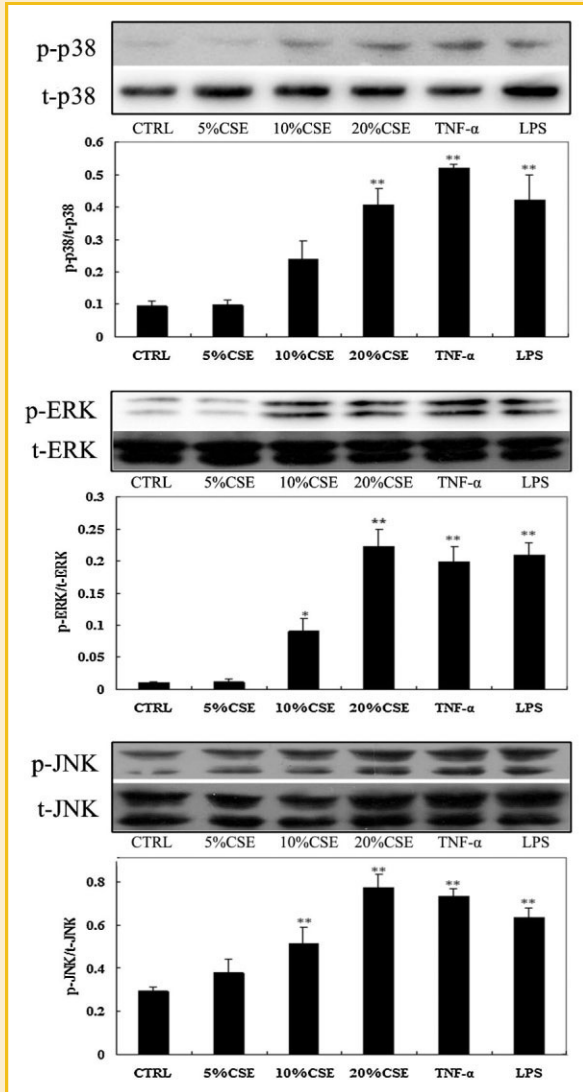 p-p38
t-p38
CTRL 5%CSE 10%CSE 20%CSE TNF-α LPS
0.6
0.5
0.4
0.3
0.2
0.1
0
p-p38/t-p38
** ** **
CTRL 5%CSE 10%CSE 20%CSE TNF-α LPS
p-ERK
t-ERK
CTRL 5%CSE 10%CSE 20%CSE TNF-α LPS
0.3
0.25
0.2
0.15
0.1
0.05
0
p-ERK/t-ERK
* ** ** **
CTRL 5%CSE 10%CSE 20%CSE TNF-α LPS
p-JNK
t-JNK
CTRL 5%CSE 10%CSE 20%CSE TNF-α LPS
0.8
0.6
0.4
0.2
0
p-JNK/t-JNK
** ** ** **
CTRL 5%CSE 10%CSE 20%CSE TNF-α LPS